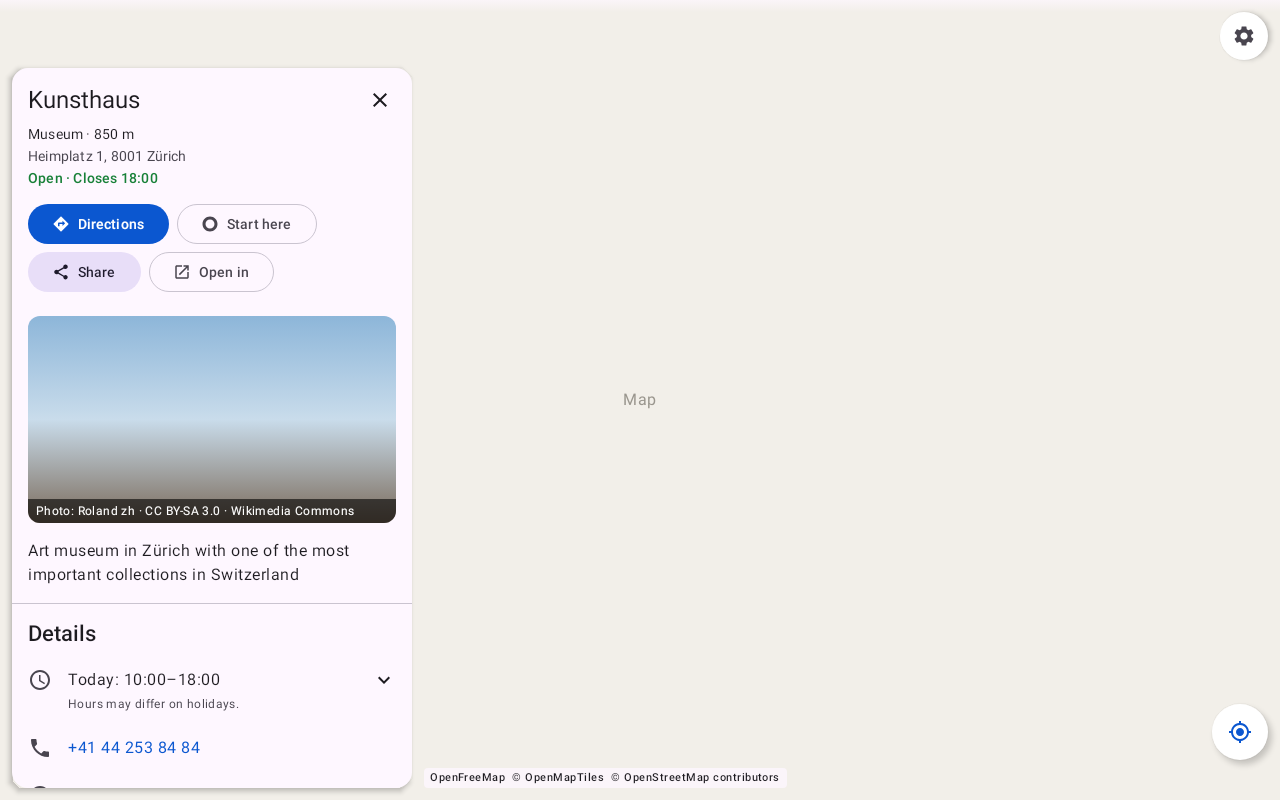 Kunsthaus
Museum · 850 m
Heimplatz 1, 8001 Zürich
Open · Closes 18:00
Directions
Start here
Share
Open in
Photo: Roland zh · CC BY-SA 3.0 · Wikimedia Commons
Art museum in Zürich with one of the most
important collections in Switzerland
Details
Today: 10:00–18:00
Hours may differ on holidays.
+41 44 253 84 84
Map
OpenFreeMap © OpenMapTiles © OpenStreetMap contributors